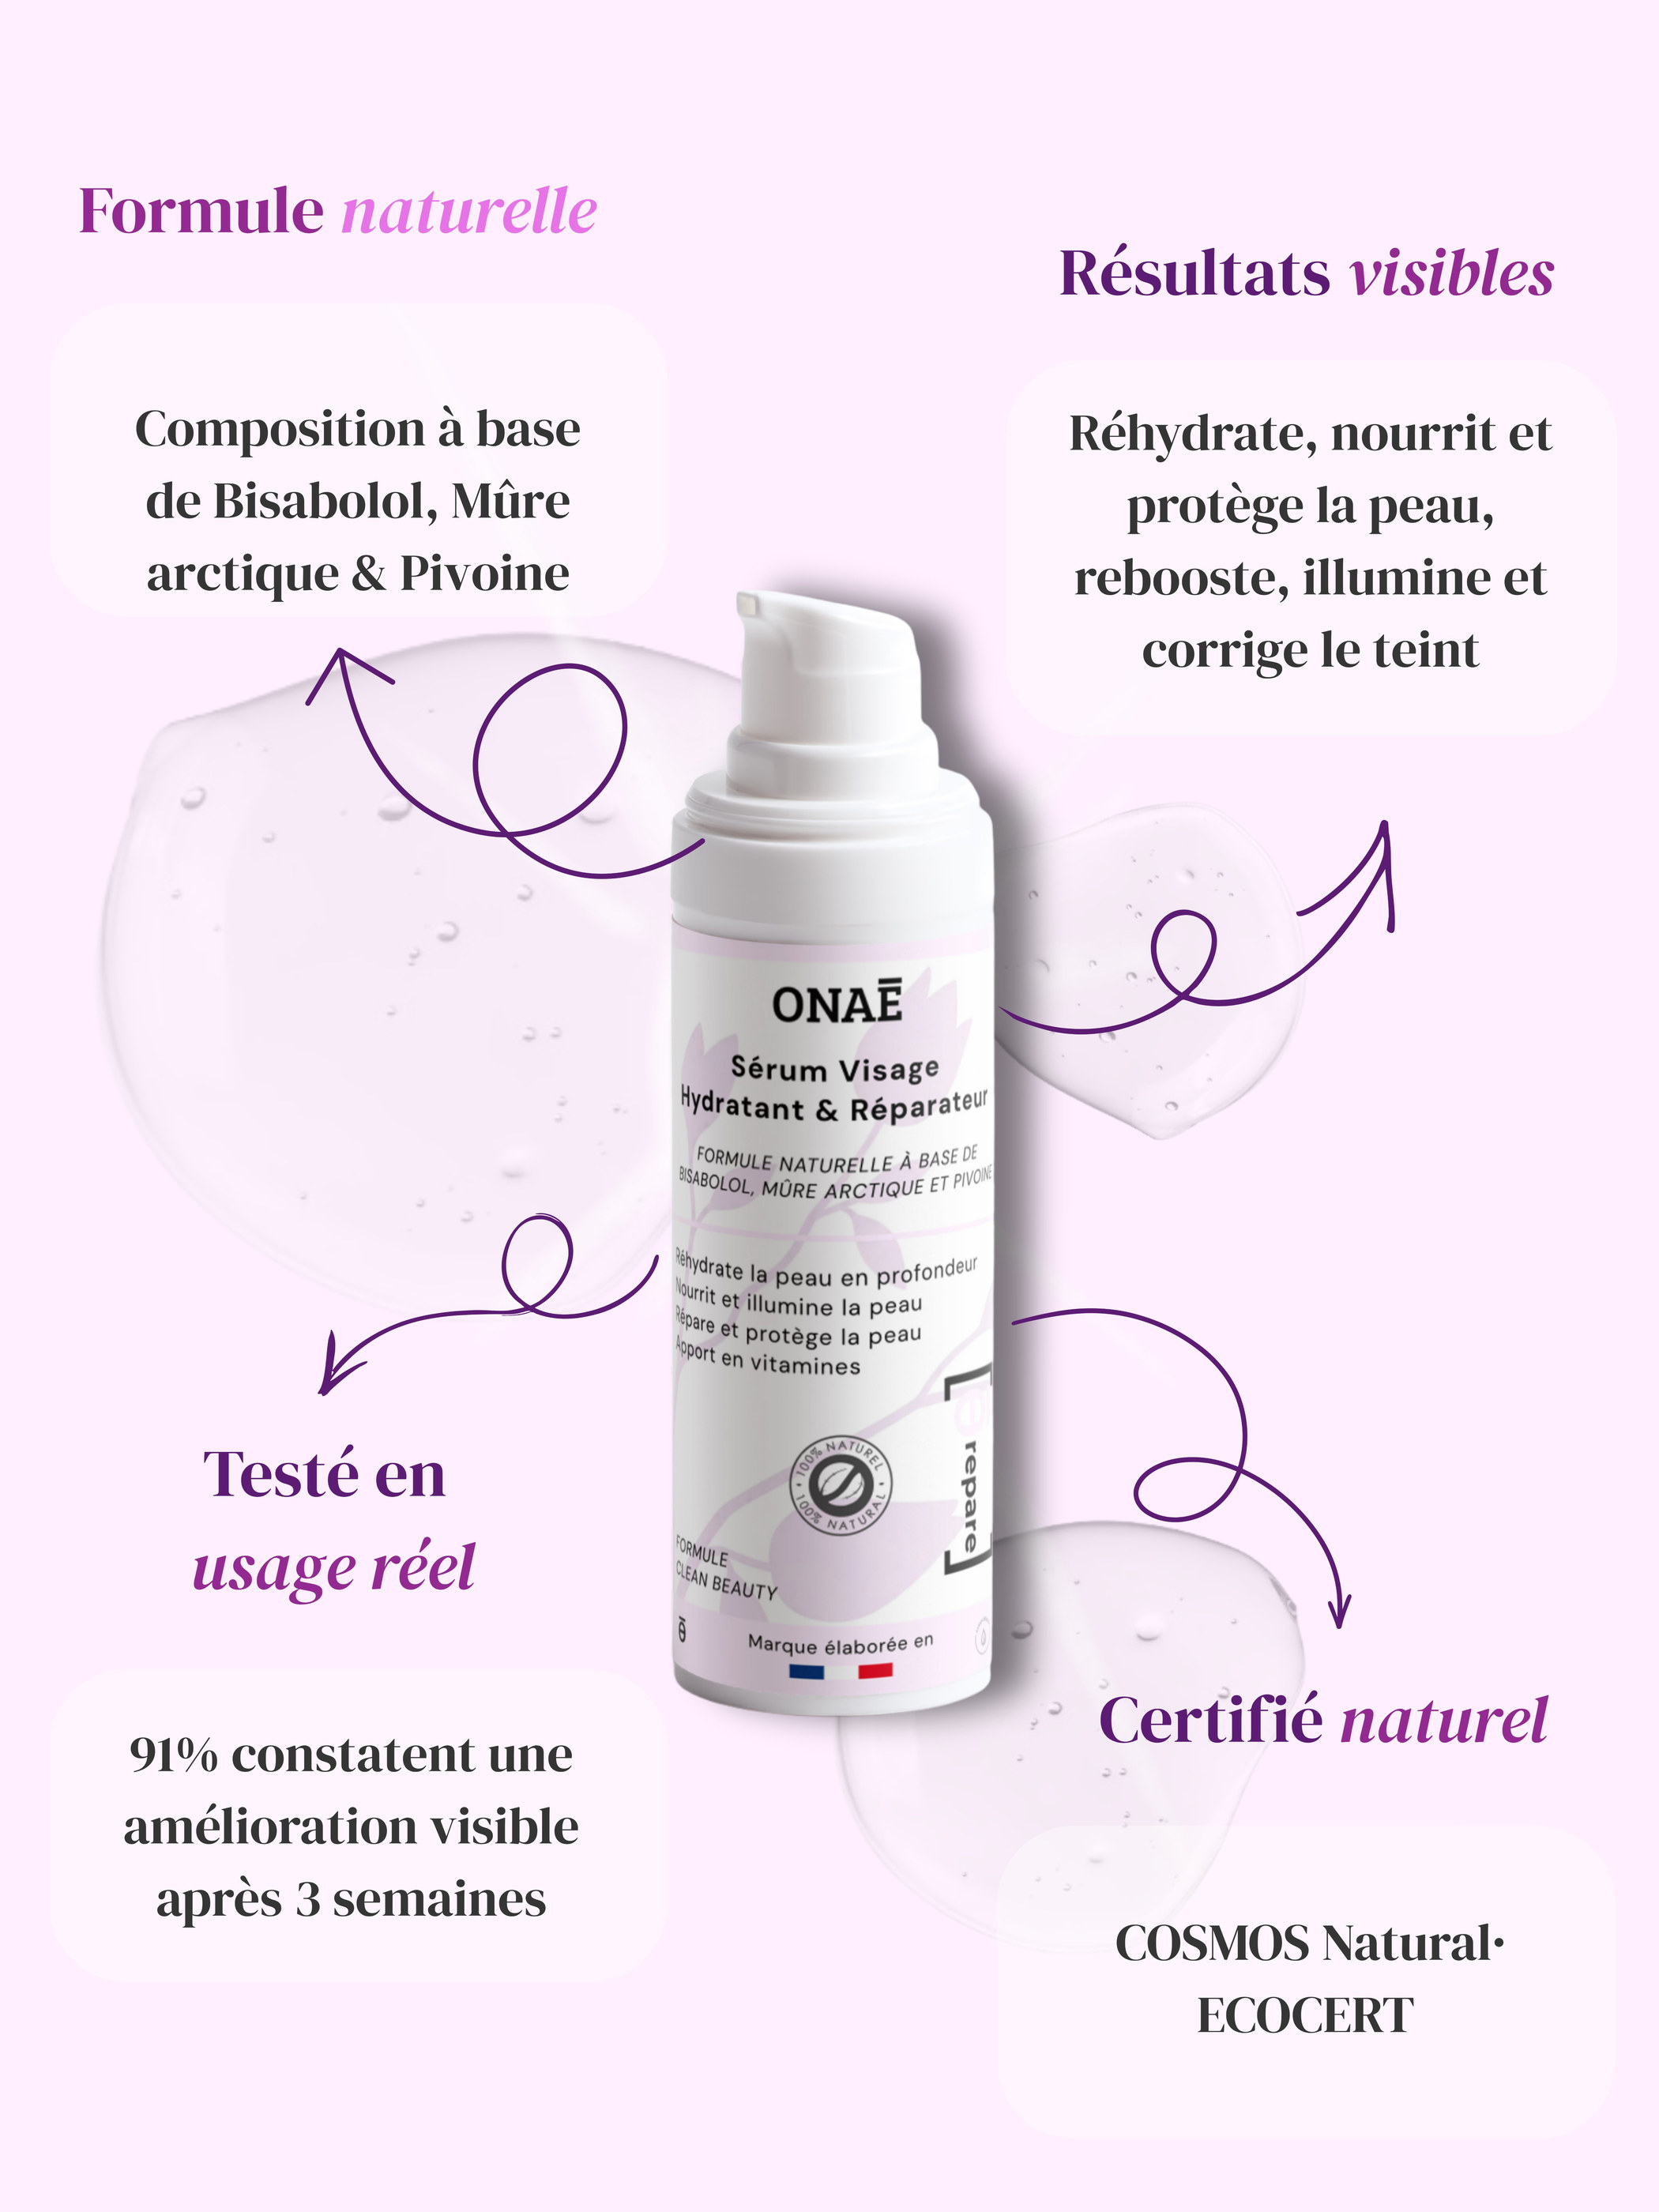 Formule naturelle
Composition à base
de Bisabolol, Mûre
arctique & Pivoine
Résultats visibles
Réhydrate, nourrit et
protège la peau,
rebooste, illumine et
corrige le teint
ONAĒ
Sérum Visage
Hydratant & Réparateur
FORMULE NATURELLE À BASE DE
BISABOLOL, MÛRE ARCTIQUE ET PIVOINE
Réhydrate la peau en profondeur
Nourrit et illumine la peau
Répare et protège la peau
Apport en vitamines
100% NATUREL
100% NATURAL
[repare]
FORMULE
CLEAN BEAUTY
Marque élaborée en
Testé en
usage réel
91% constatent une
amélioration visible
après 3 semaines
Certifié naturel
COSMOS Natural·
ECOCERT